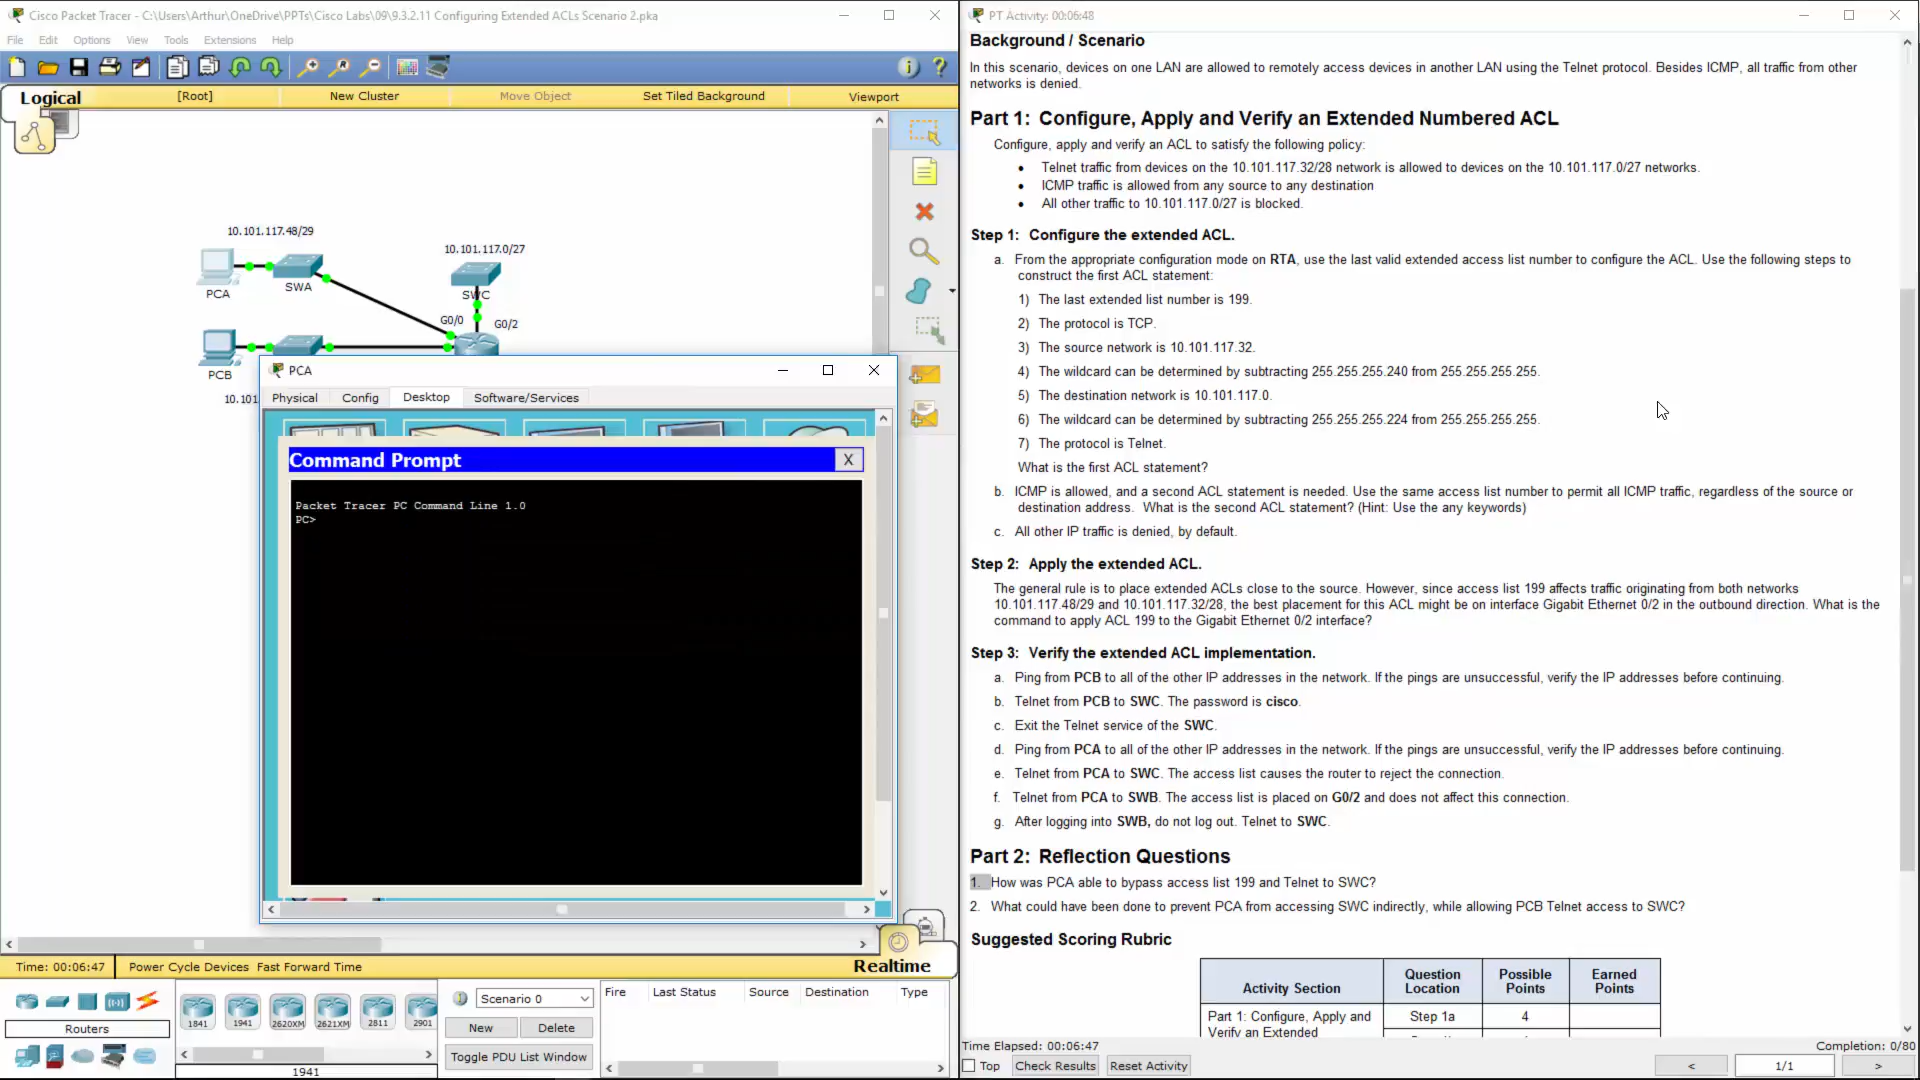 Cisco Packet Tracer - C:\Users\Arthur\OneDrive\PPTs\Cisco Labs\09\9.3.2.11 Configuring Extended ACLs Scenario 2.pka
File Edit Options View Tools Extensions Help
Logical [Root] New Cluster Move Object Set Tiled Background Viewport
10.101.117.48/29
10.101.117.0/27
PCA
SWA
SWC
G0/0
G0/2
PCB
10.101
PCA
Physical Config Desktop Software/Services
Command Prompt X
Packet Tracer PC Command Line 1.0
PC>
Time: 00:06:47 Power Cycle Devices Fast Forward Time Realtime
Routers
1841 1941 2620XM 2621XM 2811 2901
1941
Scenario 0
New Delete
Toggle PDU List Window
Fire Last Status Source Destination Type
PT Activity: 00:06:48
Background / Scenario
In this scenario, devices on one LAN are allowed to remotely access devices in another LAN using the Telnet protocol. Besides ICMP, all traffic from other
networks is denied.
Part 1: Configure, Apply and Verify an Extended Numbered ACL
Configure, apply and verify an ACL to satisfy the following policy:
• Telnet traffic from devices on the 10.101.117.32/28 network is allowed to devices on the 10.101.117.0/27 networks.
• ICMP traffic is allowed from any source to any destination
• All other traffic to 10.101.117.0/27 is blocked.
Step 1: Configure the extended ACL.
a. From the appropriate configuration mode on RTA, use the last valid extended access list number to configure the ACL. Use the following steps to
construct the first ACL statement:
1) The last extended list number is 199.
2) The protocol is TCP.
3) The source network is 10.101.117.32.
4) The wildcard can be determined by subtracting 255.255.255.240 from 255.255.255.255.
5) The destination network is 10.101.117.0.
6) The wildcard can be determined by subtracting 255.255.255.224 from 255.255.255.255.
7) The protocol is Telnet.
What is the first ACL statement?
b. ICMP is allowed, and a second ACL statement is needed. Use the same access list number to permit all ICMP traffic, regardless of the source or
destination address. What is the second ACL statement? (Hint: Use the any keywords)
c. All other IP traffic is denied, by default.
Step 2: Apply the extended ACL.
The general rule is to place extended ACLs close to the source. However, since access list 199 affects traffic originating from both networks
10.101.117.48/29 and 10.101.117.32/28, the best placement for this ACL might be on interface Gigabit Ethernet 0/2 in the outbound direction. What is the
command to apply ACL 199 to the Gigabit Ethernet 0/2 interface?
Step 3: Verify the extended ACL implementation.
a. Ping from PCB to all of the other IP addresses in the network. If the pings are unsuccessful, verify the IP addresses before continuing.
b. Telnet from PCB to SWC. The password is cisco.
c. Exit the Telnet service of the SWC.
d. Ping from PCA to all of the other IP addresses in the network. If the pings are unsuccessful, verify the IP addresses before continuing.
e. Telnet from PCA to SWC. The access list causes the router to reject the connection.
f. Telnet from PCA to SWB. The access list is placed on G0/2 and does not affect this connection.
g. After logging into SWB, do not log out. Telnet to SWC.
Part 2: Reflection Questions
1. How was PCA able to bypass access list 199 and Telnet to SWC?
2. What could have been done to prevent PCA from accessing SWC indirectly, while allowing PCB Telnet access to SWC?
Suggested Scoring Rubric
Activity Section Question Location Possible Points Earned Points
Part 1: Configure, Apply and Step 1a 4
Verify an Extended
Time Elapsed: 00:06:47 Completion: 0/80
Top Check Results Reset Activity < 1/1 >